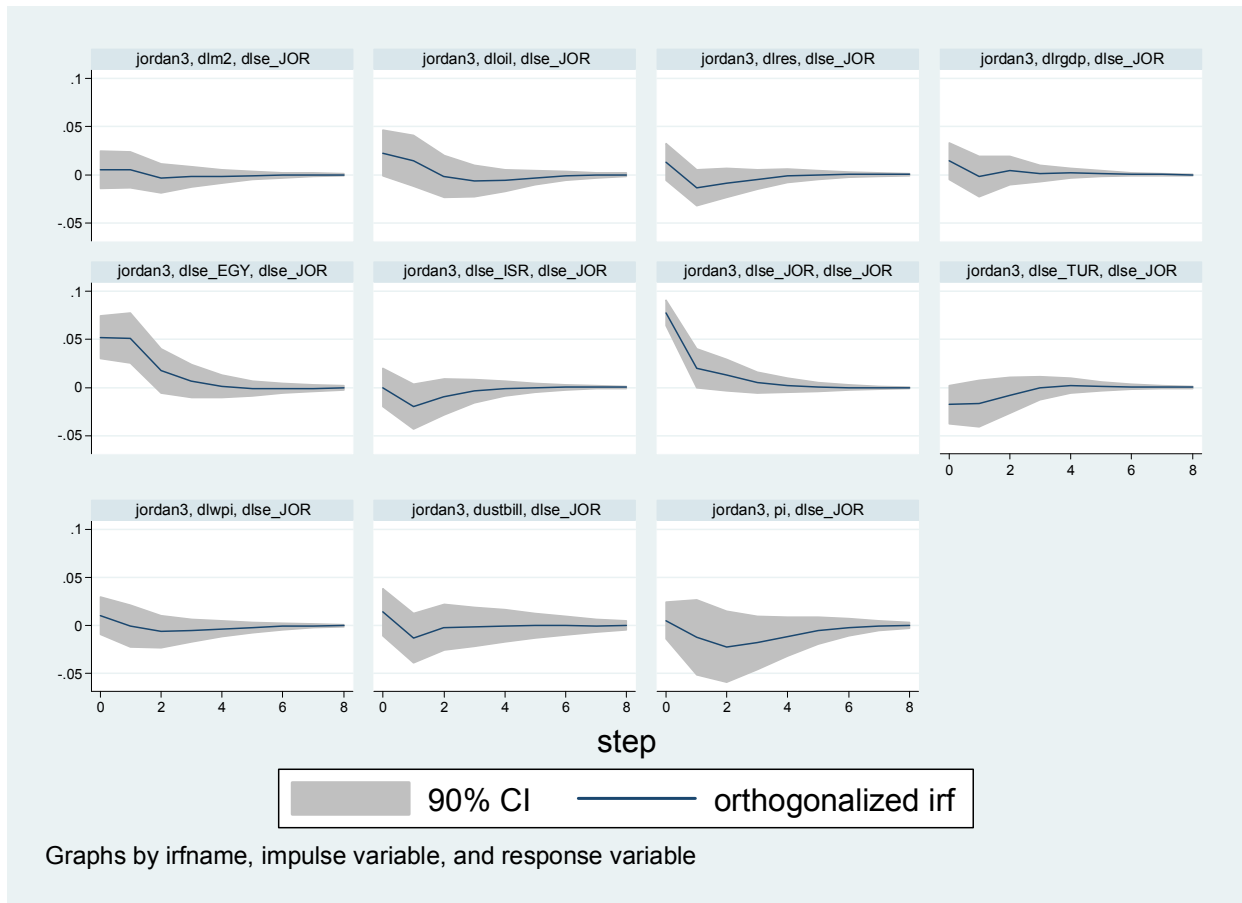 jordan3, dlm2, dlse_JOR
jordan3, dloil, dlse_JOR
jordan3, dlres, dlse_JOR
jordan3, dlrgdp, dlse_JOR
.1
.05
0
-.05
jordan3, dlse_EGY, dlse_JOR
jordan3, dlse_ISR, dlse_JOR
jordan3, dlse_JOR, dlse_JOR
jordan3, dlse_TUR, dlse_JOR
.1
.05
0
-.05
0 2 4 6 8
jordan3, dlwpi, dlse_JOR
jordan3, dustbill, dlse_JOR
jordan3, pi, dlse_JOR
.1
.05
0
-.05
0 2 4 6 8
0 2 4 6 8
0 2 4 6 8
step
90% CI
orthogonalized irf
Graphs by irfname, impulse variable, and response variable